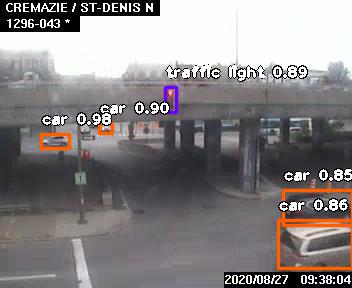 CREMAZIE / ST-DENIS N
1296-043 *
traffic light 0.89
car 0.90
car 0.98
car 0.85
car 0.86
2020/08/27 09:38:04